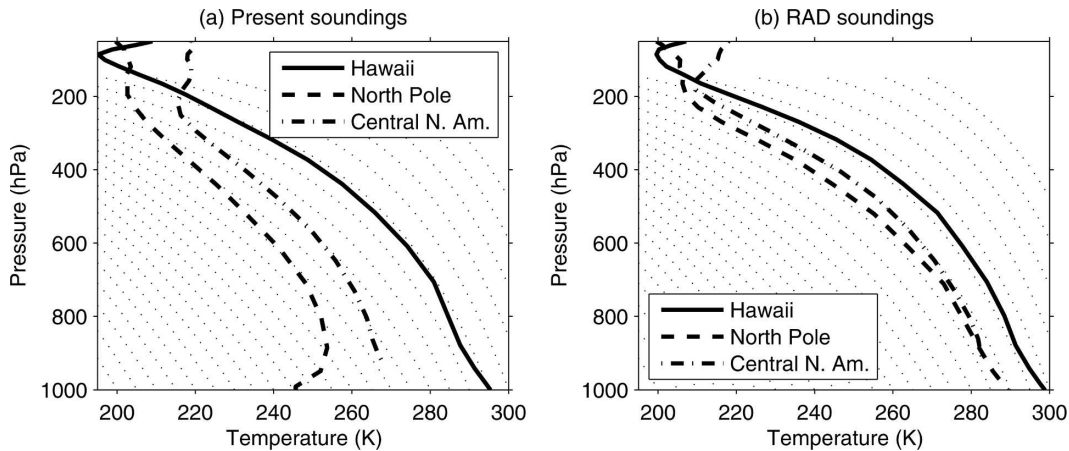 (a) Present soundings
Pressure (hPa)
200
400
600
800
1000
Hawaii
North Pole
Central N. Am.
200 220 240 260 280 300
Temperature (K)
(b) RAD soundings
Pressure (hPa)
200
400
600
800
1000
Hawaii
North Pole
Central N. Am.
200 220 240 260 280 300
Temperature (K)